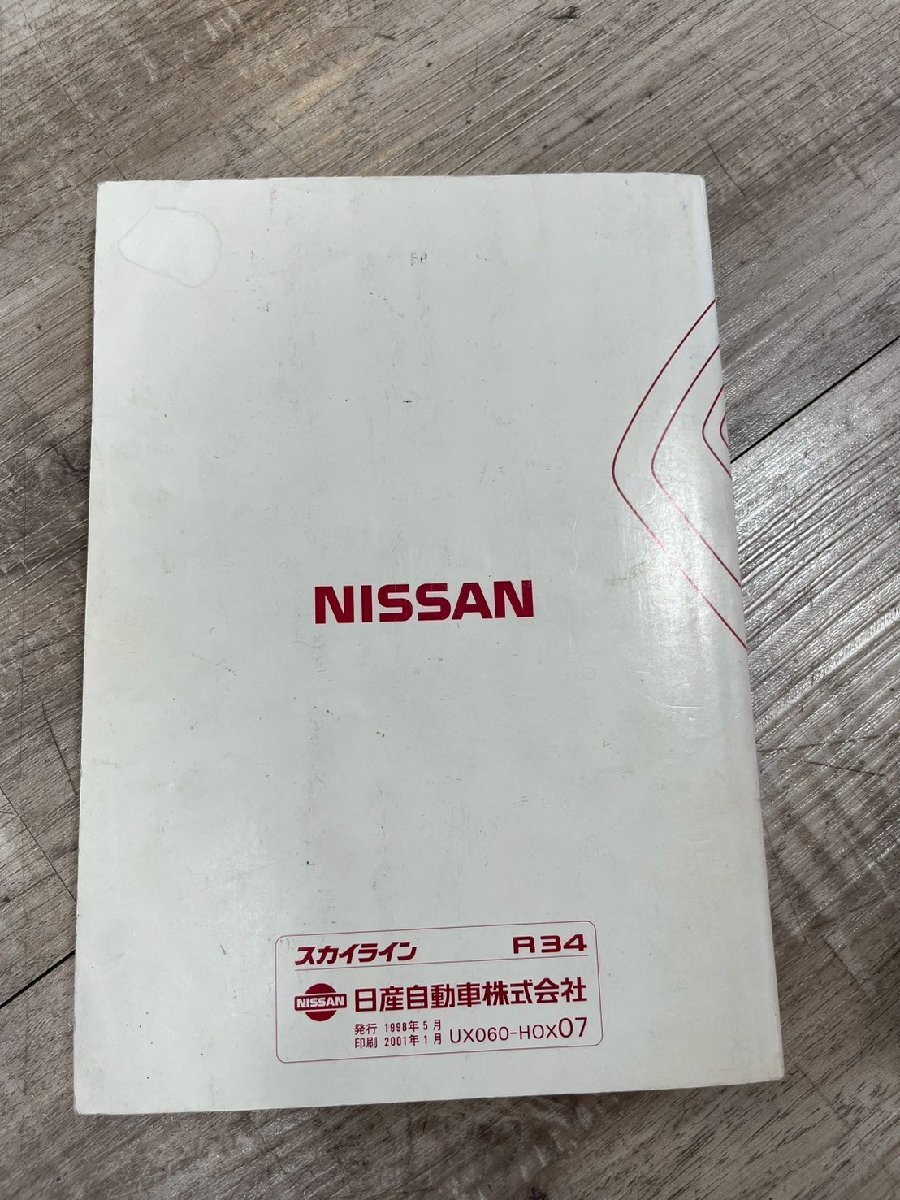 NISSAN
スカイライン R34
NISSAN 日産自動車株式会社
発行 1998年5月
印刷 2001年1月 UX060-H0X07